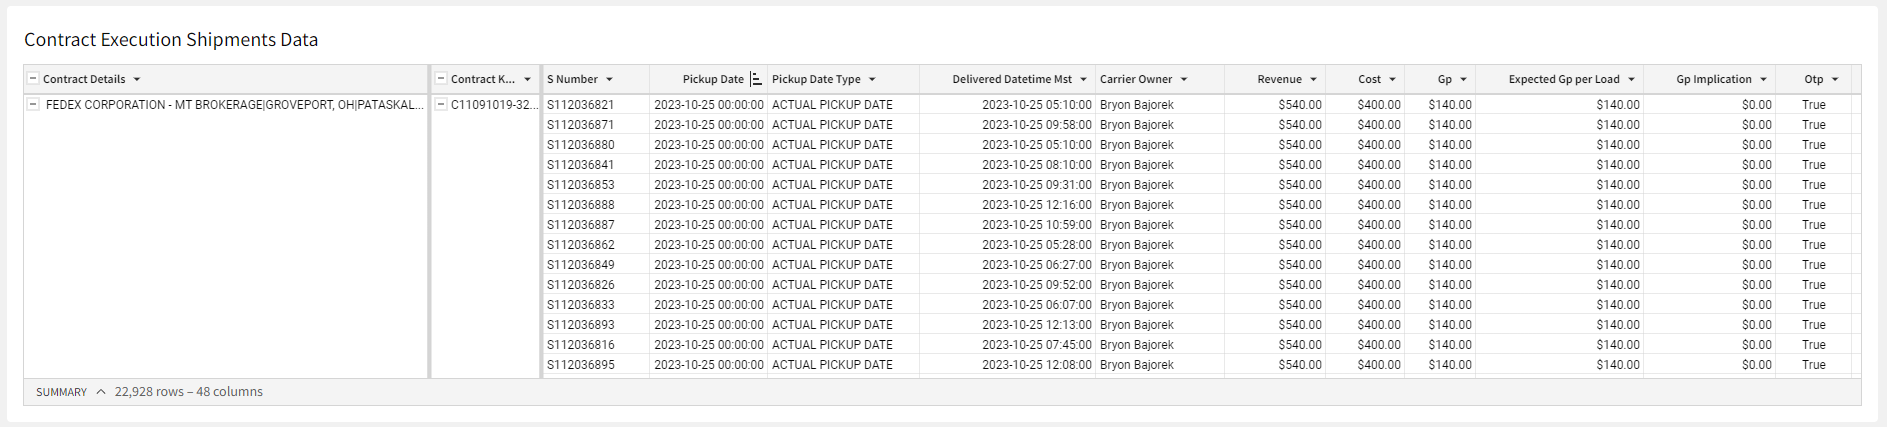 Contract Execution Shipments Data
Contract Details Contract K... S Number Pickup Date Pickup Date Type Delivered Datetime Mst Carrier Owner Revenue Cost Gp Expected Gp per Load Gp Implication Otp
FEDEX CORPORATION - MT BROKERAGE|GROVEPORT, OH|PATASKAL... C11091019-32... S112036821 2023-10-25 00:00:00 ACTUAL PICKUP DATE 2023-10-25 05:10:00 Bryon Bajorek $540.00 $400.00 $140.00 $140.00 $0.00 True
S112036871 2023-10-25 00:00:00 ACTUAL PICKUP DATE 2023-10-25 09:58:00 Bryon Bajorek $540.00 $400.00 $140.00 $140.00 $0.00 True
S112036880 2023-10-25 00:00:00 ACTUAL PICKUP DATE 2023-10-25 05:10:00 Bryon Bajorek $540.00 $400.00 $140.00 $140.00 $0.00 True
S112036841 2023-10-25 00:00:00 ACTUAL PICKUP DATE 2023-10-25 08:10:00 Bryon Bajorek $540.00 $400.00 $140.00 $140.00 $0.00 True
S112036853 2023-10-25 00:00:00 ACTUAL PICKUP DATE 2023-10-25 09:31:00 Bryon Bajorek $540.00 $400.00 $140.00 $140.00 $0.00 True
S112036888 2023-10-25 00:00:00 ACTUAL PICKUP DATE 2023-10-25 12:16:00 Bryon Bajorek $540.00 $400.00 $140.00 $140.00 $0.00 True
S112036887 2023-10-25 00:00:00 ACTUAL PICKUP DATE 2023-10-25 10:59:00 Bryon Bajorek $540.00 $400.00 $140.00 $140.00 $0.00 True
S112036862 2023-10-25 00:00:00 ACTUAL PICKUP DATE 2023-10-25 05:28:00 Bryon Bajorek $540.00 $400.00 $140.00 $140.00 $0.00 True
S112036849 2023-10-25 00:00:00 ACTUAL PICKUP DATE 2023-10-25 06:27:00 Bryon Bajorek $540.00 $400.00 $140.00 $140.00 $0.00 True
S112036826 2023-10-25 00:00:00 ACTUAL PICKUP DATE 2023-10-25 09:52:00 Bryon Bajorek $540.00 $400.00 $140.00 $140.00 $0.00 True
S112036833 2023-10-25 00:00:00 ACTUAL PICKUP DATE 2023-10-25 06:07:00 Bryon Bajorek $540.00 $400.00 $140.00 $140.00 $0.00 True
S112036893 2023-10-25 00:00:00 ACTUAL PICKUP DATE 2023-10-25 12:13:00 Bryon Bajorek $540.00 $400.00 $140.00 $140.00 $0.00 True
S112036816 2023-10-25 00:00:00 ACTUAL PICKUP DATE 2023-10-25 07:45:00 Bryon Bajorek $540.00 $400.00 $140.00 $140.00 $0.00 True
S112036895 2023-10-25 00:00:00 ACTUAL PICKUP DATE 2023-10-25 12:08:00 Bryon Bajorek $540.00 $400.00 $140.00 $140.00 $0.00 True
SUMMARY 22,928 rows – 48 columns